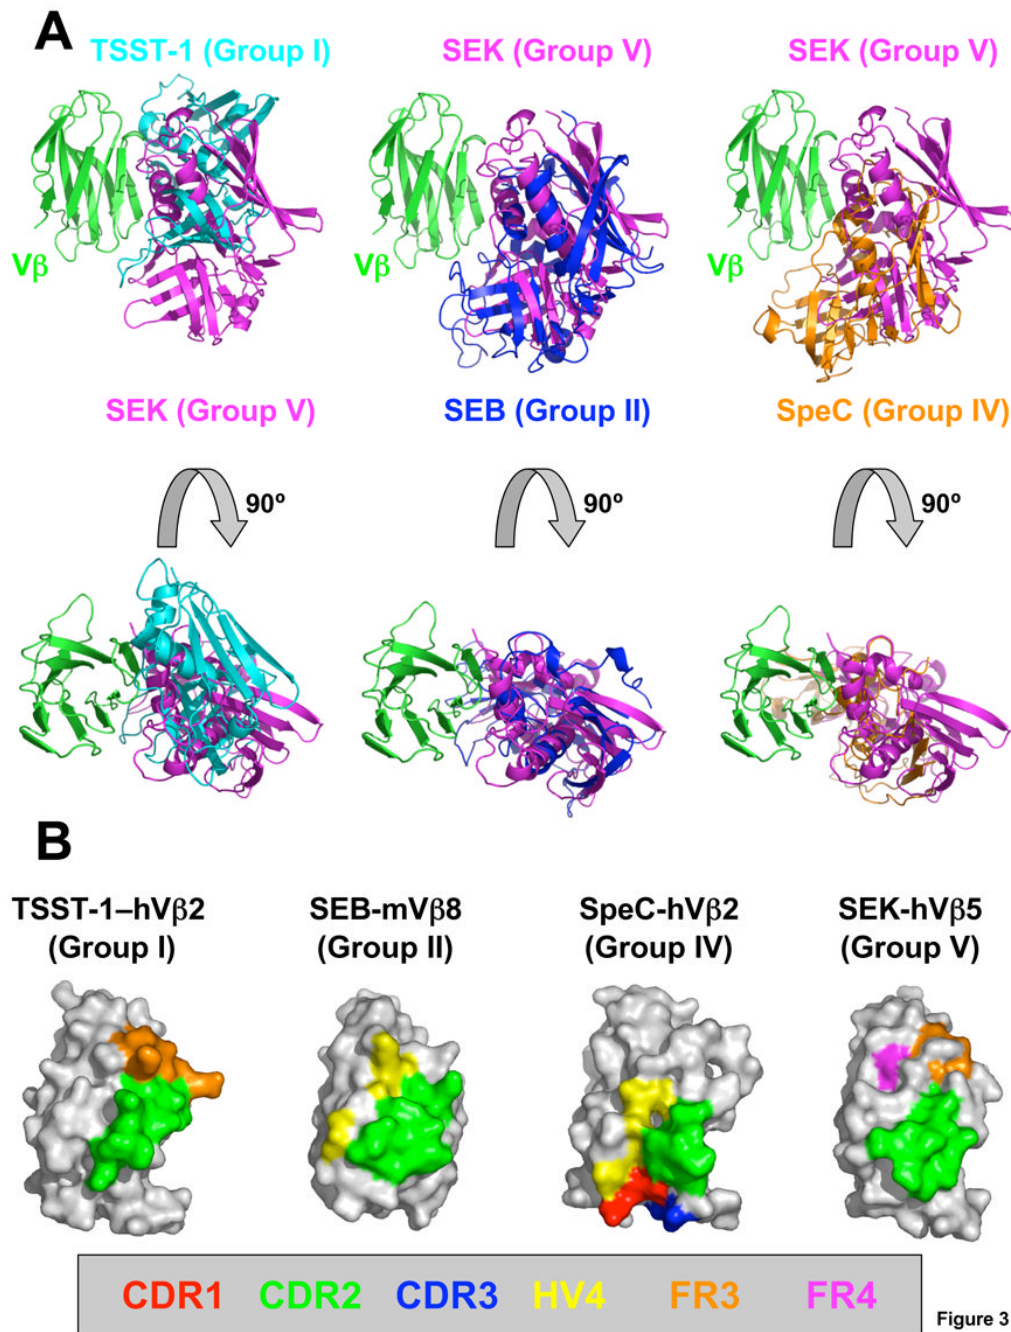 A
TSST-1 (Group I)
SEK (Group V)
SEK (Group V)
Vβ
Vβ
Vβ
SEK (Group V)
SEB (Group II)
SpeC (Group IV)
90º
90º
90º
B
TSST-1–hVβ2
(Group I)
SEB-mVβ8
(Group II)
SpeC-hVβ2
(Group IV)
SEK-hVβ5
(Group V)
CDR1 CDR2 CDR3 HV4 FR3 FR4
Figure 3